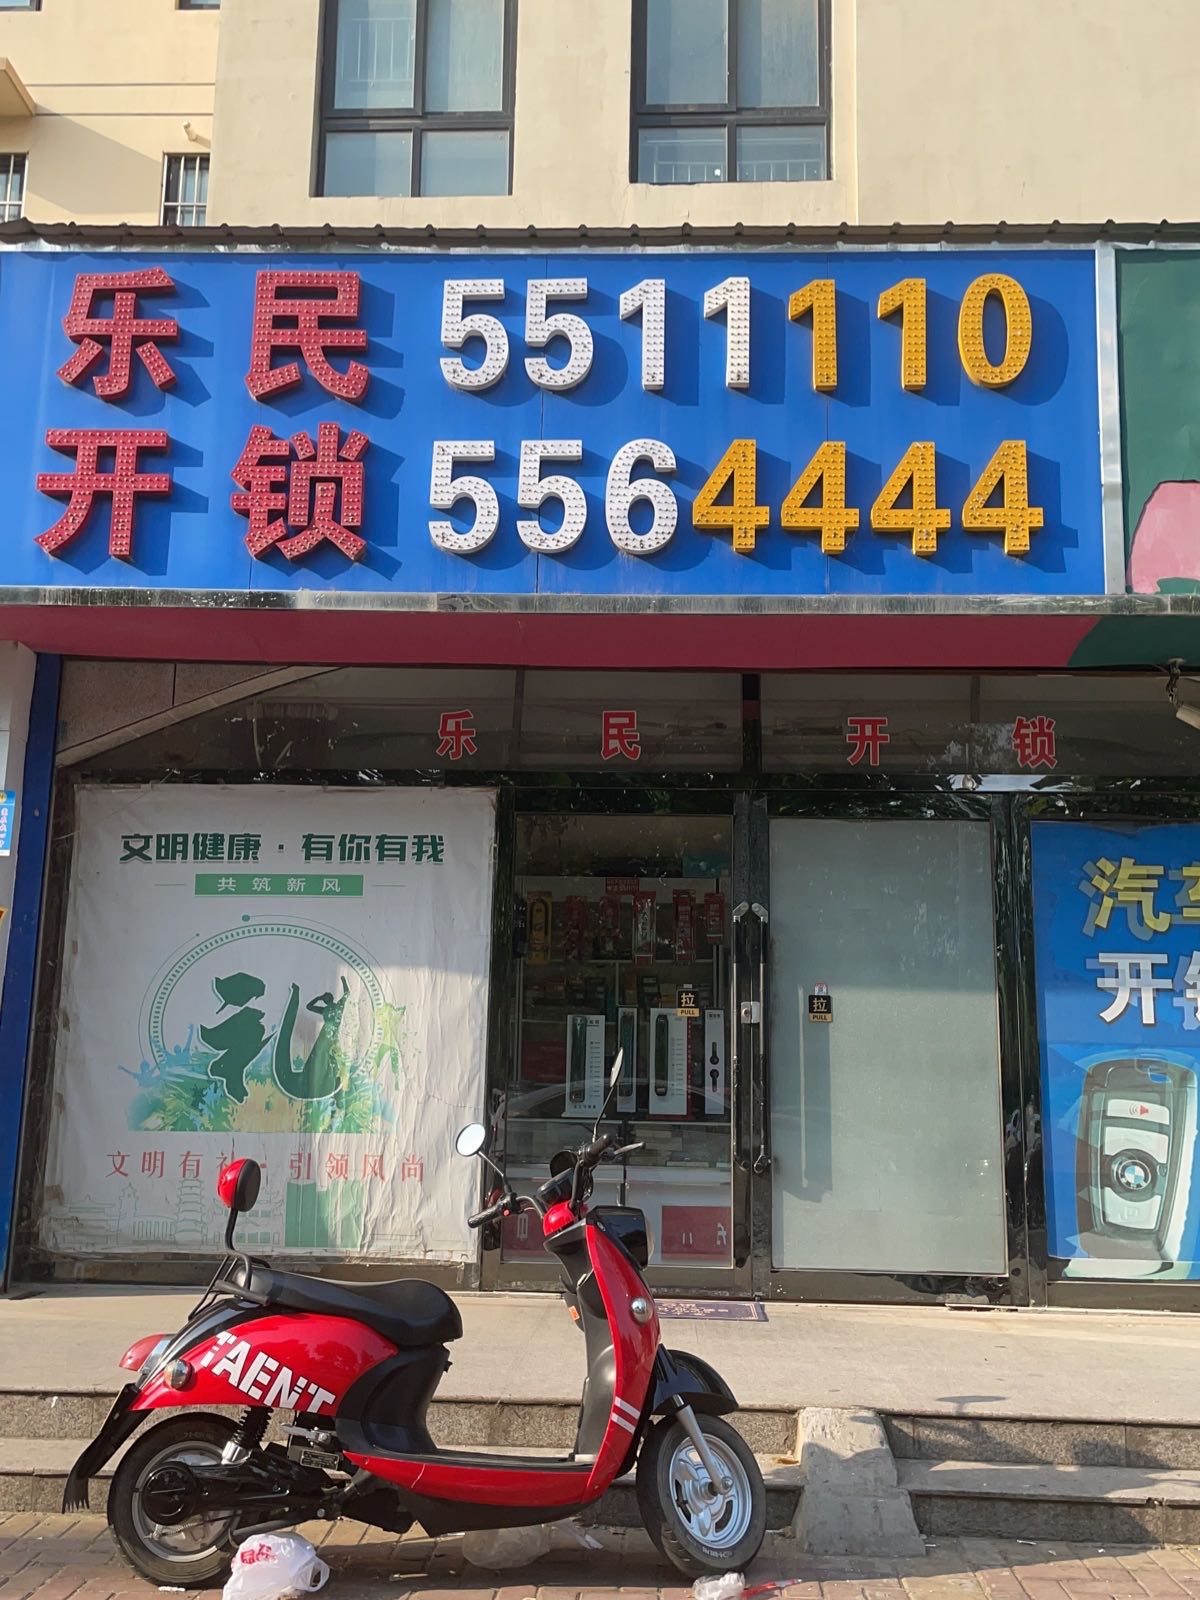 乐民 5511110
开锁 5564444
乐民开锁
文明健康·有你有我
共筑新风
礼
文明有礼·引领风尚
拉
PULL
拉
PULL
汽车
开锁
TAENT